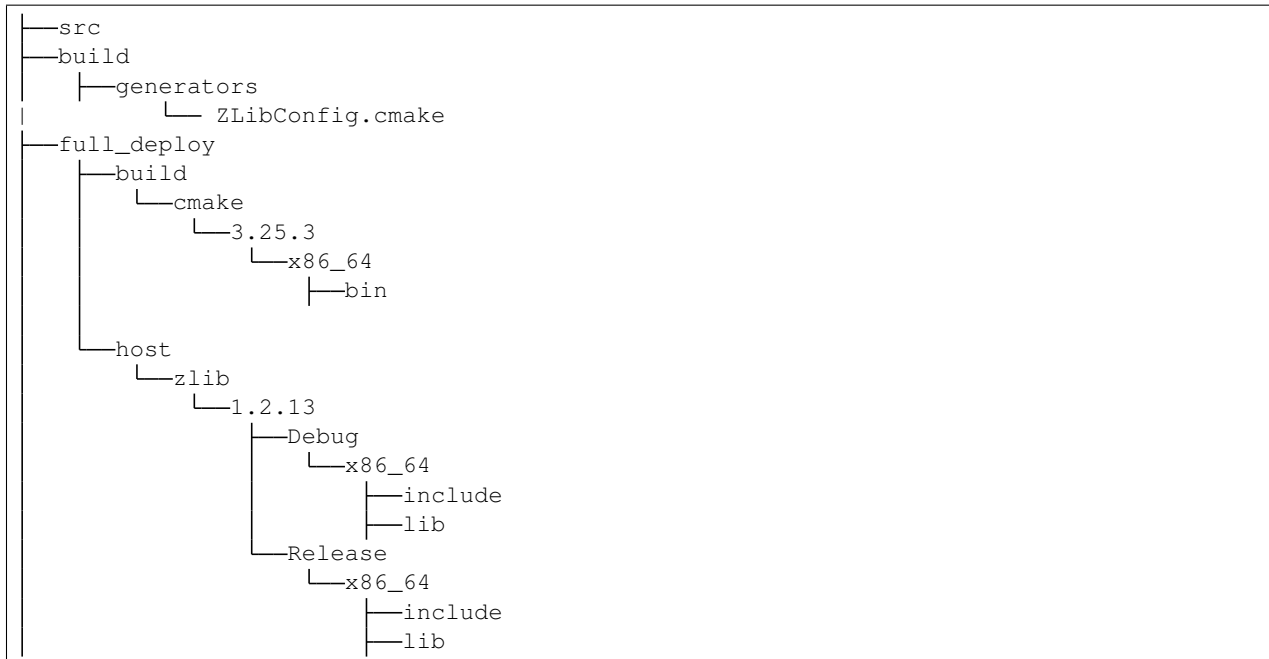 ├──src
├──build
│   ├──generators
|         └── ZLibConfig.cmake
├──full_deploy
│   ├──build
│   │   └──cmake
│   │       └──3.25.3
│   │           └──x86_64
│   │               ├──bin
│   └──host
│       └──zlib
│           └──1.2.13
│               ├──Debug
│               │   └──x86_64
│               │       ├──include
│               │       ├──lib
│               └──Release
│                   └──x86_64
│                       ├──include
│                       ├──lib